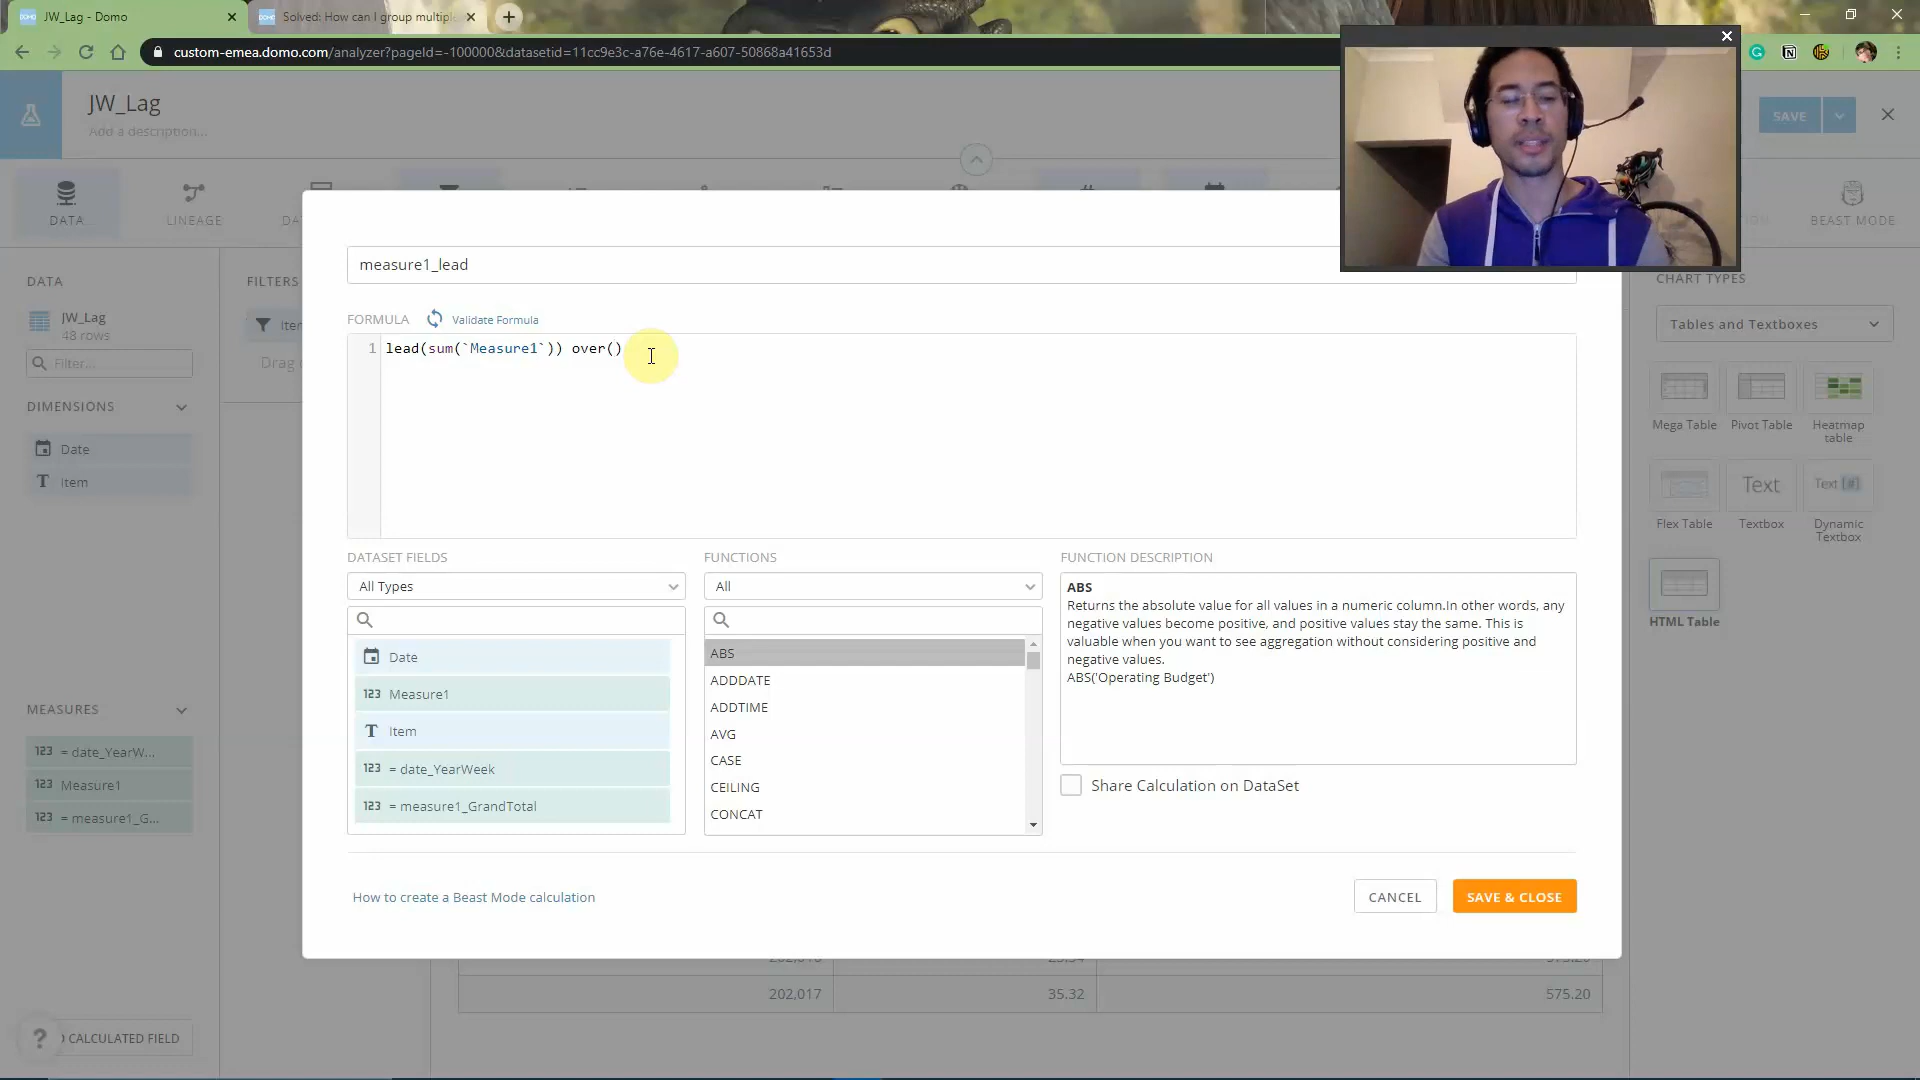 JW_Lag - Domo
Solved: How can I group multiple
custom-emea.domo.com/analyzer?pageId=-100000&datasetid=11cc9e3c-a76e-4617-a607-50868a41653d
JW_Lag
Add a description...
SAVE
DATA
LINEAGE
BEAST MODE
DATA
JW_Lag
48 rows
Filter...
DIMENSIONS
Date
Item
MEASURES
123 = date_YearW...
123 Measure1
123 = measure1_G...
CALCULATED FIELD
FILTERS
measure1_lead
FORMULA
Validate Formula
1 lead(sum(`Measure1`)) over()
DATASET FIELDS
All Types
Date
123 Measure1
T Item
123 = date_YearWeek
123 = measure1_GrandTotal
FUNCTIONS
All
ABS
ADDDATE
ADDTIME
AVG
CASE
CEILING
CONCAT
FUNCTION DESCRIPTION
ABS
Returns the absolute value for all values in a numeric column.In other words, any
negative values become positive, and positive values stay the same. This is
valuable when you want to see aggregation without considering positive and
negative values.
ABS('Operating Budget')
Share Calculation on DataSet
How to create a Beast Mode calculation
CANCEL
SAVE & CLOSE
202,017 35.32 575.20
CHART TYPES
Tables and Textboxes
Mega Table
Pivot Table
Heatmap
table
Text
Text [#]
Flex Table
Textbox
Dynamic
Textbox
HTML Table